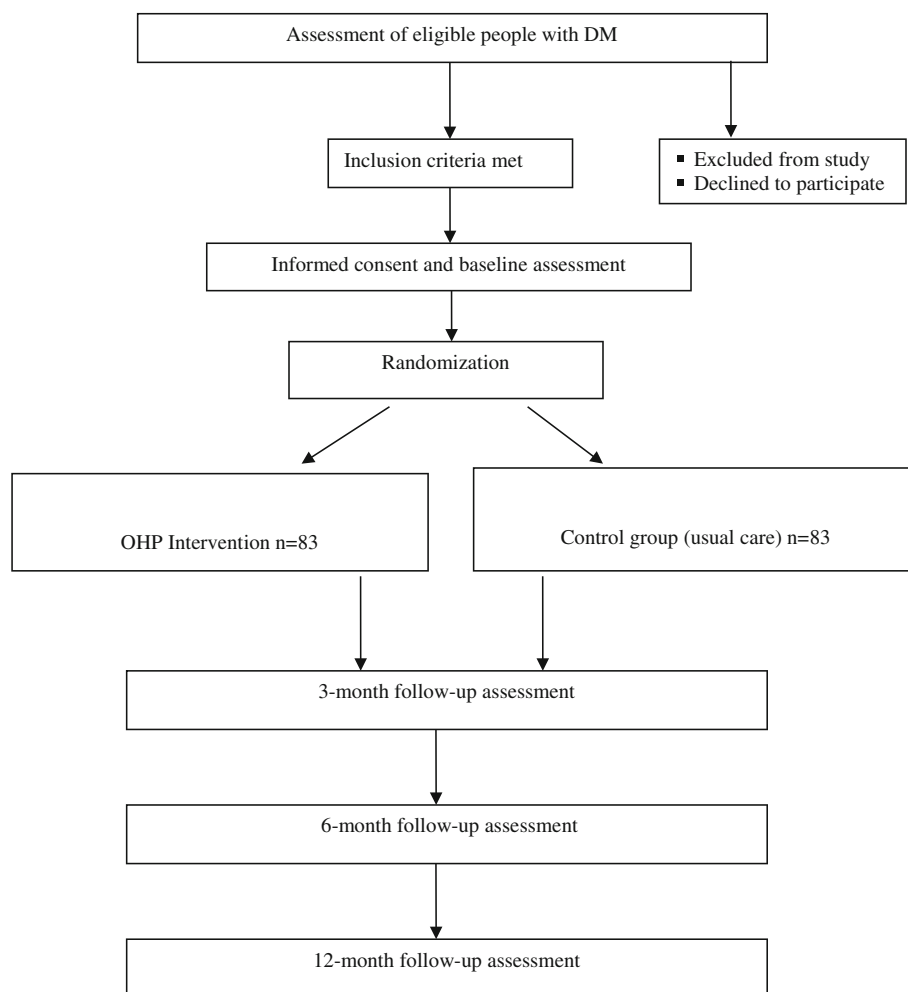 Assessment of eligible people with DM
Inclusion criteria met
▪ Excluded from study
▪ Declined to participate
Informed consent and baseline assessment
Randomization
OHP Intervention n=83
Control group (usual care) n=83
3-month follow-up assessment
6-month follow-up assessment
12-month follow-up assessment